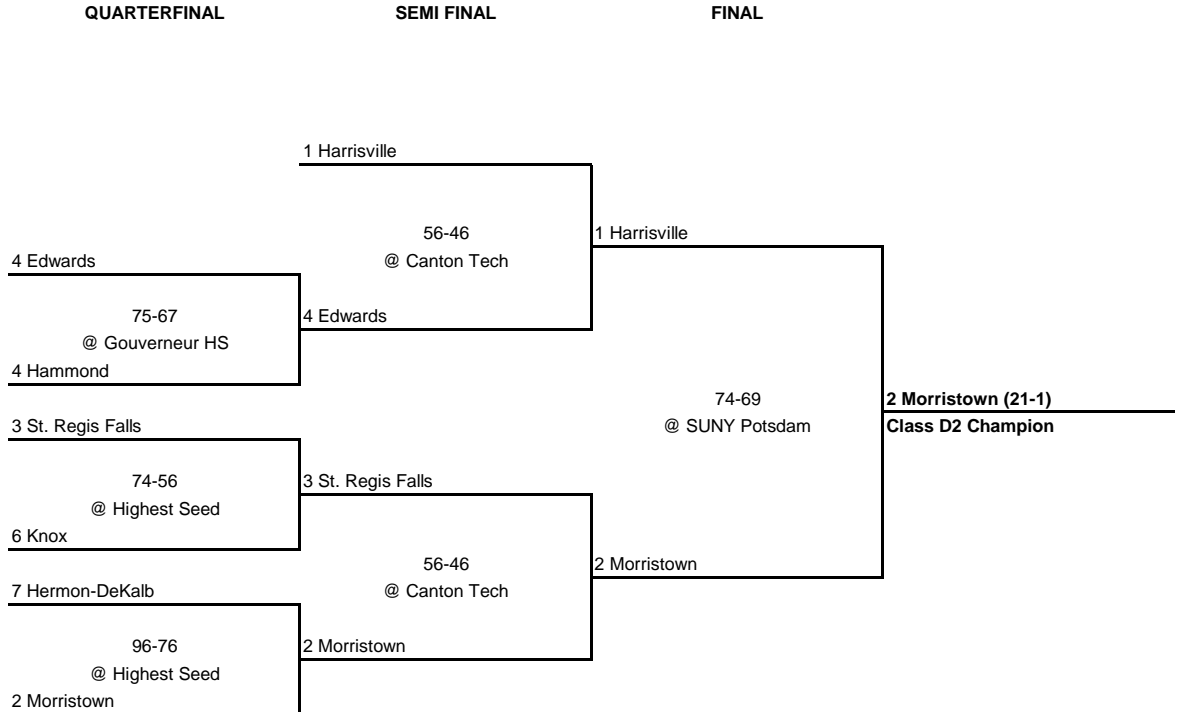 QUARTERFINAL SEMI FINAL FINAL
1 Harrisville
56-46 1 Harrisville
4 Edwards @ Canton Tech
75-67 4 Edwards
@ Gouverneur HS
4 Hammond
74-69 2 Morristown (21-1)
3 St. Regis Falls @ SUNY Potsdam Class D2 Champion
74-56 3 St. Regis Falls
@ Highest Seed
6 Knox
56-46 2 Morristown
7 Hermon-DeKalb @ Canton Tech
96-76 2 Morristown
@ Highest Seed
2 Morristown